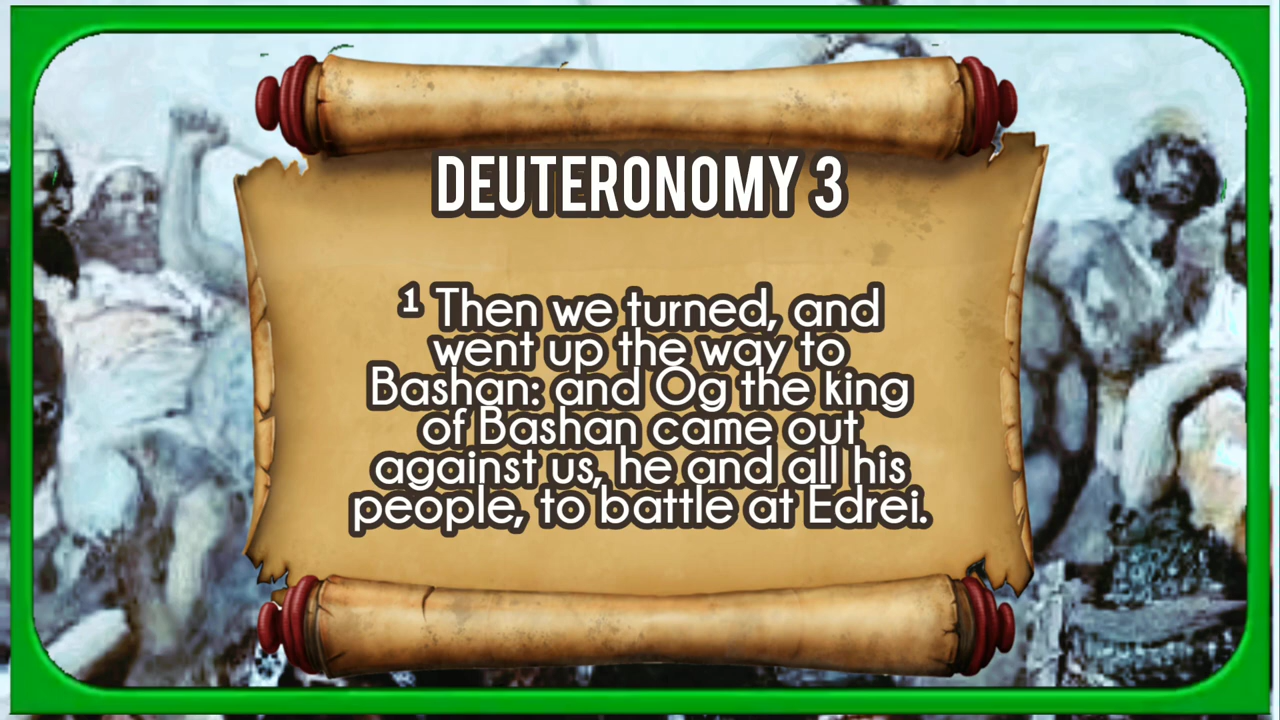 DEUTERONOMY 3
¹ Then we turned, and
went up the way to
Bashan: and Og the king
of Bashan came out
against us, he and all his
people, to battle at Edrei.